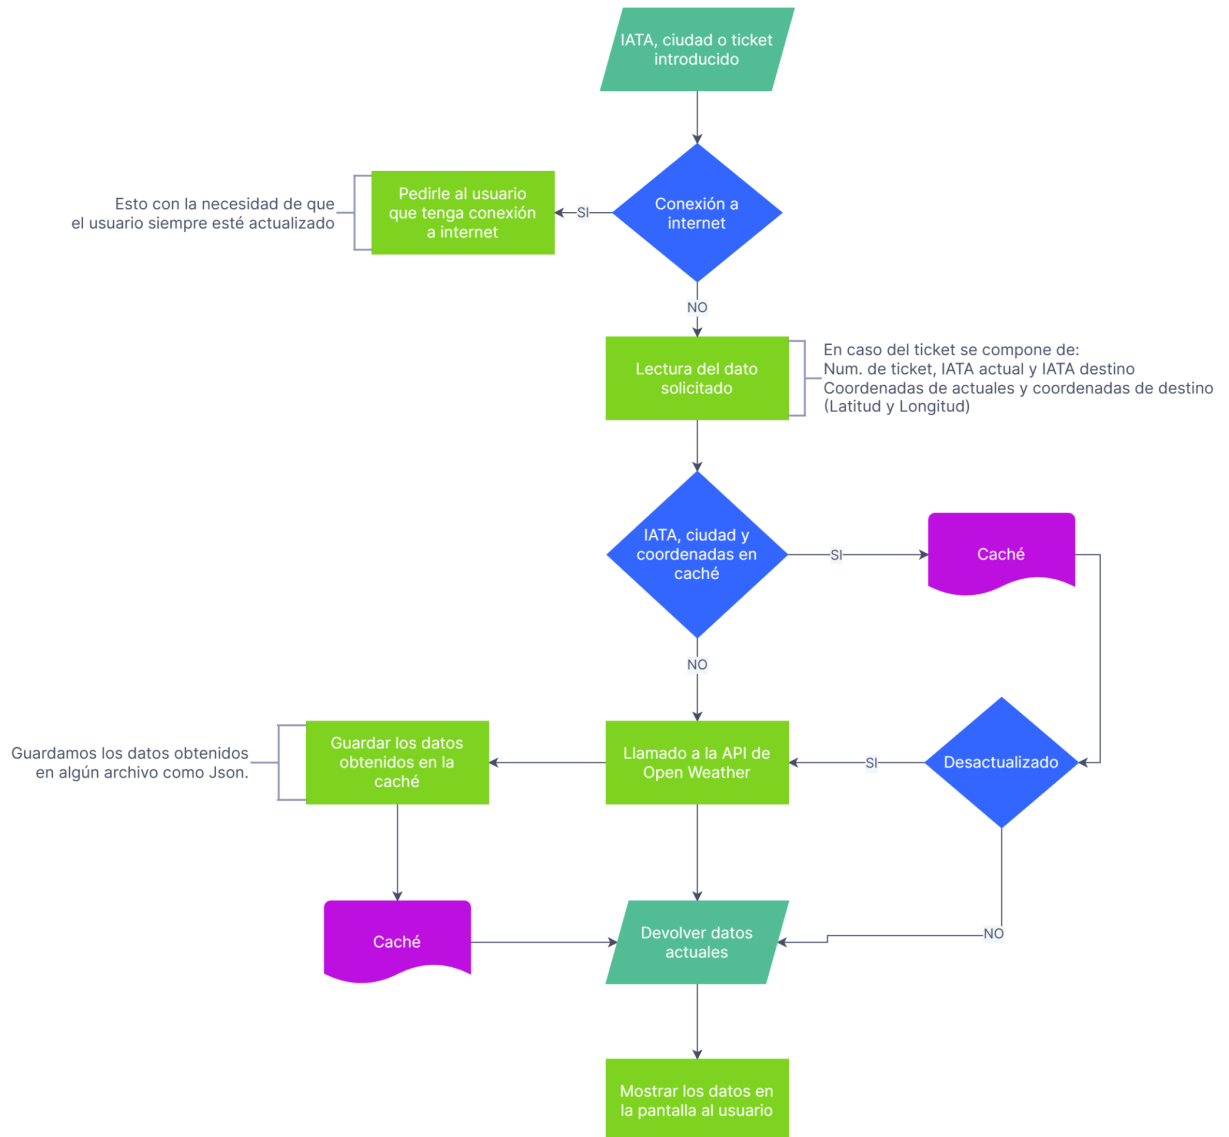 IATA, ciudad o ticket
introducido
Conexión a
internet
SI
Pedirle al usuario
que tenga conexión
a internet
Esto con la necesidad de que
el usuario siempre esté actualizado
NO
Lectura del dato
solicitado
En caso del ticket se compone de:
Num. de ticket, IATA actual y IATA destino
Coordenadas de actuales y coordenadas de destino
(Latitud y Longitud)
IATA, ciudad y
coordenadas en
caché
SI
Caché
NO
Guardamos los datos obtenidos
en algún archivo como Json.
Guardar los datos
obtenidos en la
caché
Llamado a la API de
Open Weather
SI
Desactualizado
Caché
Devolver datos
actuales
NO
Mostrar los datos en
la pantalla al usuario